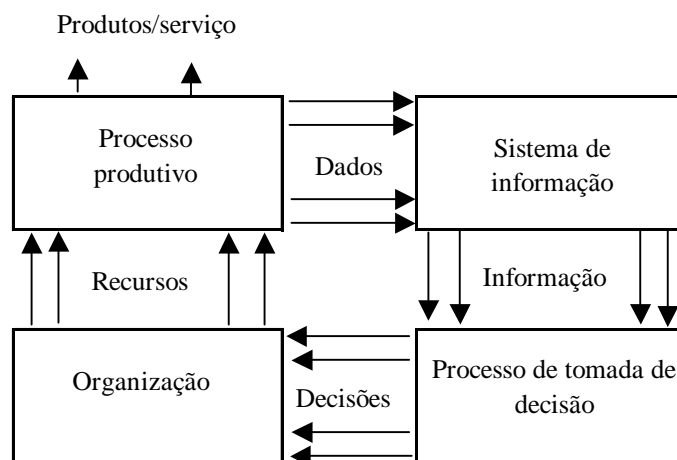 Produtos/serviço
Processo
produtivo
Dados
Sistema de
informação
Recursos
Informação
Organização
Decisões
Processo de tomada de
decisão